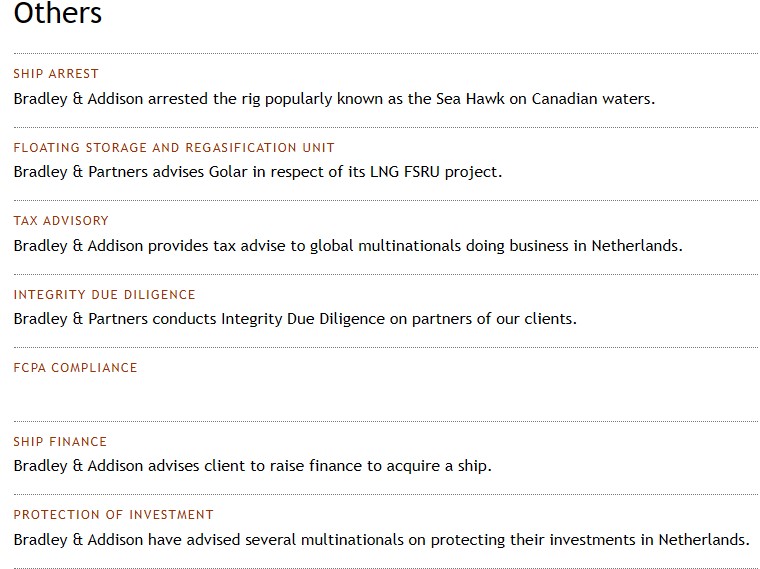 Others
SHIP ARREST
Bradley & Addison arrested the rig popularly known as the Sea Hawk on Canadian waters.
FLOATING STORAGE AND REGASIFICATION UNIT
Bradley & Partners advises Golar in respect of its LNG FSRU project.
TAX ADVISORY
Bradley & Addison provides tax advise to global multinationals doing business in Netherlands.
INTEGRITY DUE DILIGENCE
Bradley & Partners conducts Integrity Due Diligence on partners of our clients.
FCPA COMPLIANCE
SHIP FINANCE
Bradley & Addison advises client to raise finance to acquire a ship.
PROTECTION OF INVESTMENT
Bradley & Addison have advised several multinationals on protecting their investments in Netherlands.